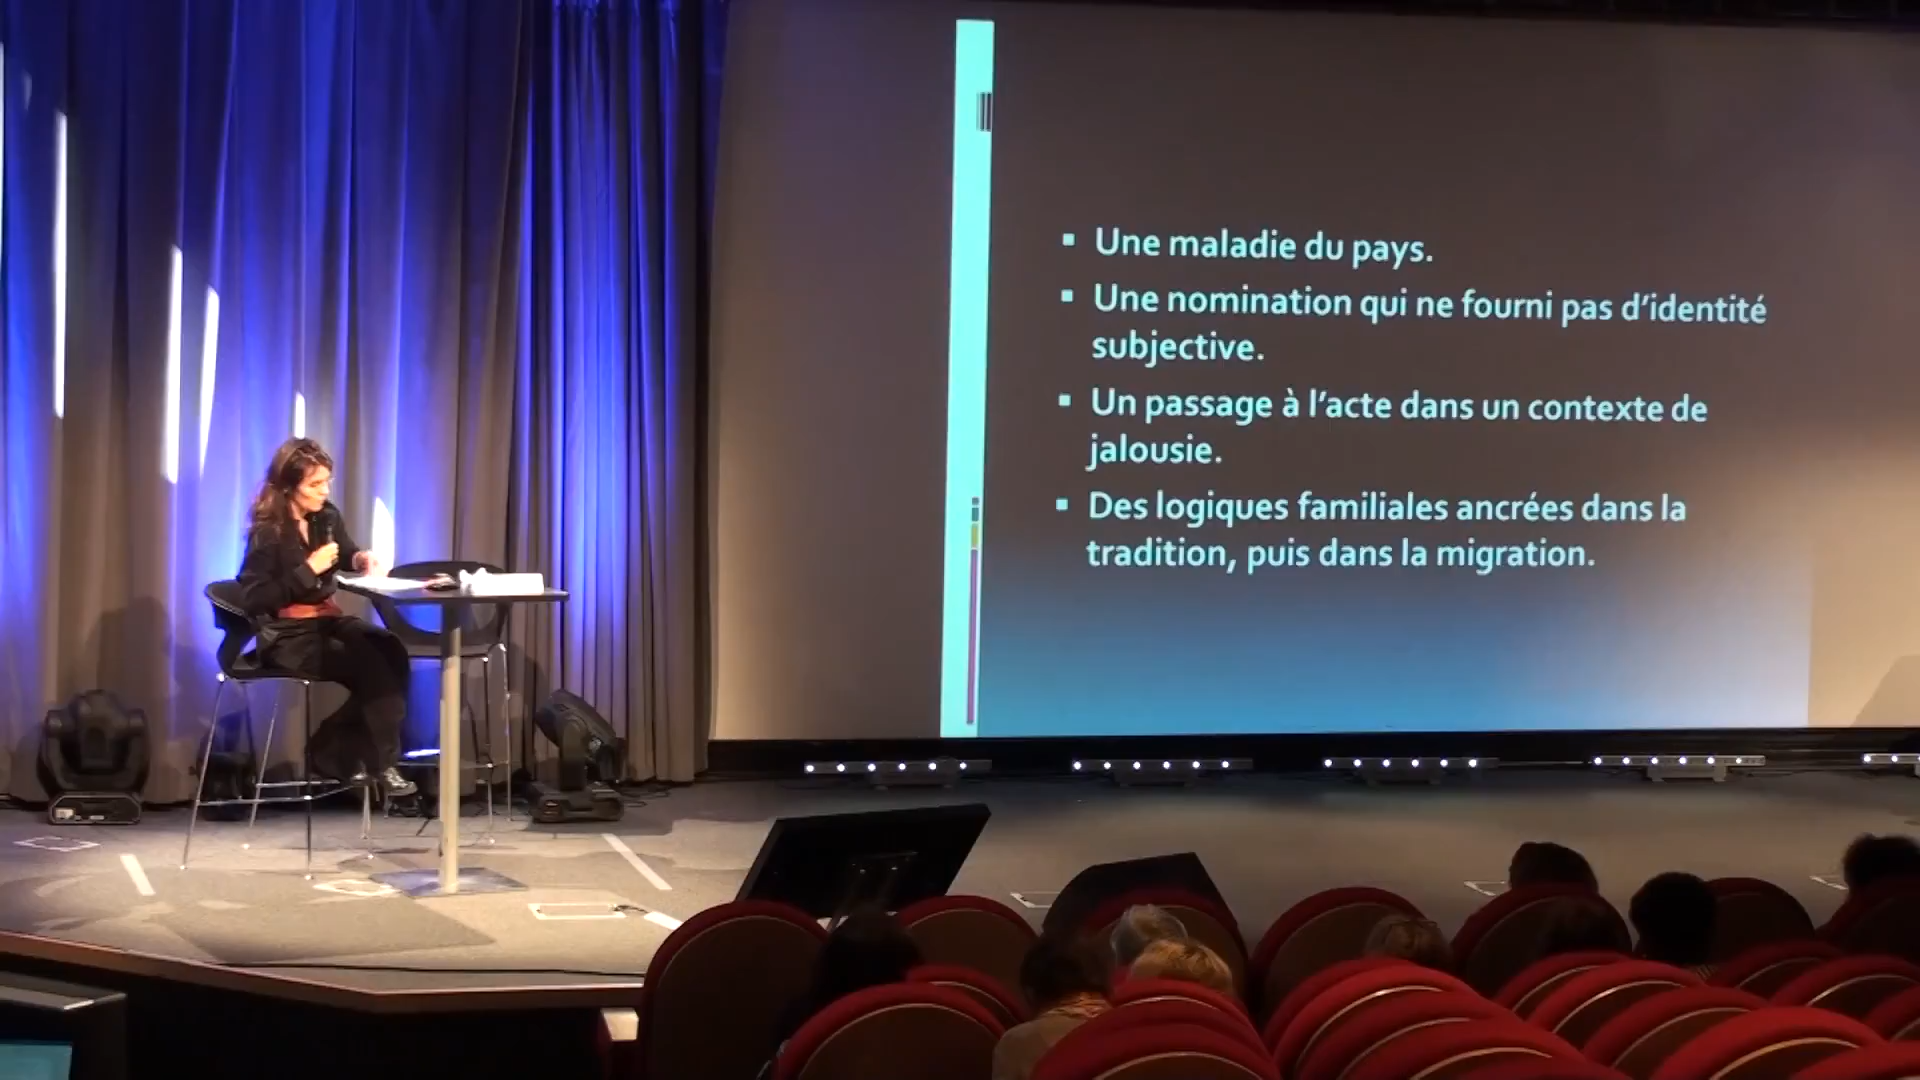 ▪ Une maladie du pays.
▪ Une nomination qui ne fourni pas d’identité
subjective.
▪ Un passage à l’acte dans un contexte de
jalousie.
▪ Des logiques familiales ancrées dans la
tradition, puis dans la migration.